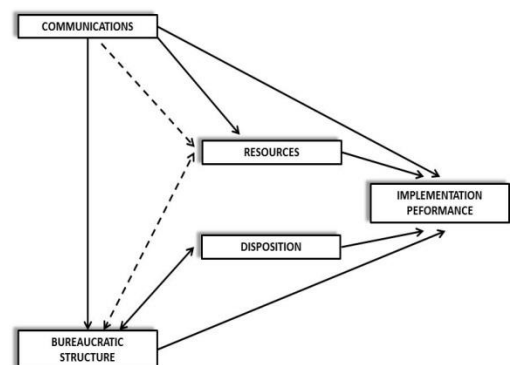 COMMUNICATIONS
RESOURCES
IMPLEMENTATION
PEFORMANCE
DISPOSITION
BUREAUCRATIC
STRUCTURE